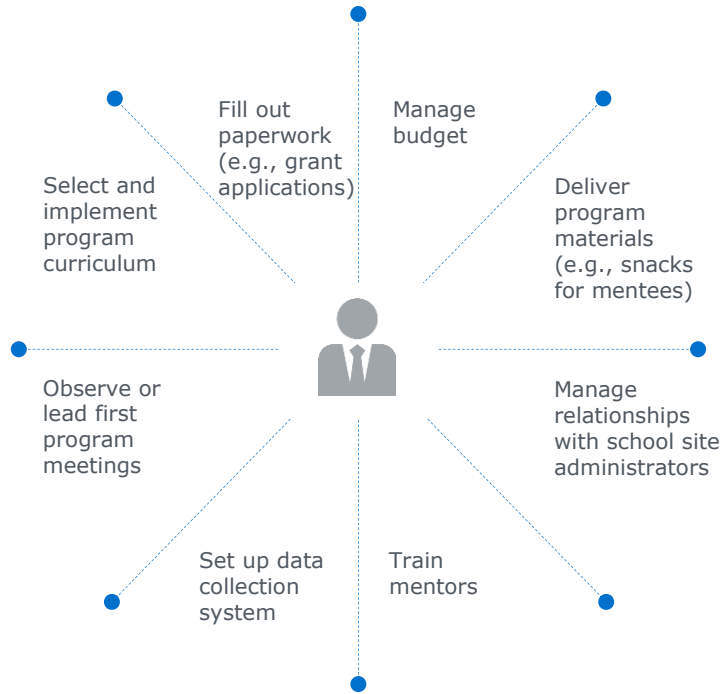 Fill out
paperwork
(e.g., grant
applications)
Manage
budget
Deliver
program
materials
(e.g., snacks
for mentees)
Manage
relationships
with school site
administrators
Train
mentors
Set up data
collection
system
Observe or
lead first
program
meetings
Select and
implement
program
curriculum